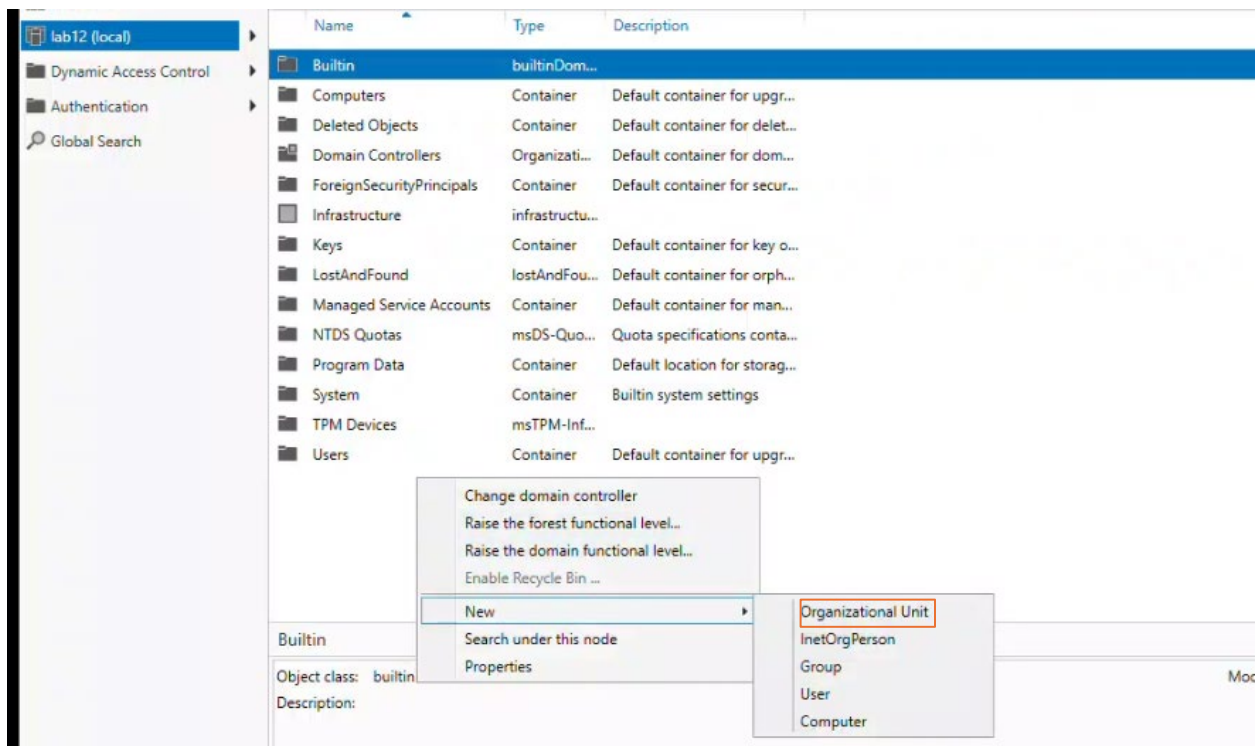 Name Type Description
lab12 (local)
Dynamic Access Control
Authentication
Global Search
Builtin builtinDom...
Computers Container Default container for upgr...
Deleted Objects Container Default container for delet...
Domain Controllers Organizati... Default container for dom...
ForeignSecurityPrincipals Container Default container for secur...
Infrastructure infrastructu...
Keys Container Default container for key o...
LostAndFound lostAndFou... Default container for orph...
Managed Service Accounts Container Default container for man...
NTDS Quotas msDS-Quo... Quota specifications conta...
Program Data Container Default location for storag...
System Container Builtin system settings
TPM Devices msTPM-Inf...
Users Container Default container for upgr...
Change domain controller
Raise the forest functional level...
Raise the domain functional level...
Enable Recycle Bin ...
New
Search under this node
Properties
Organizational Unit
InetOrgPerson
Group
User
Computer
Builtin
Object class: builtin
Description: